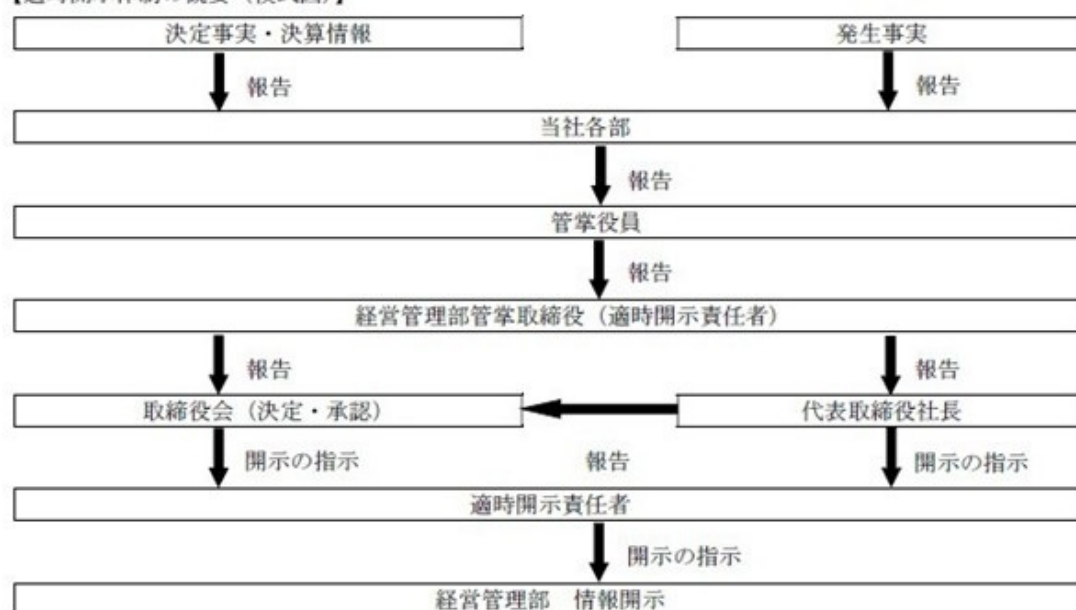 決定事実・決算情報
発生事実
報告
報告
当社各部
報告
管掌役員
報告
経営管理部管掌取締役（適時開示責任者）
報告
報告
取締役会（決定・承認）
代表取締役社長
開示の指示
報告
開示の指示
適時開示責任者
開示の指示
経営管理部　情報開示